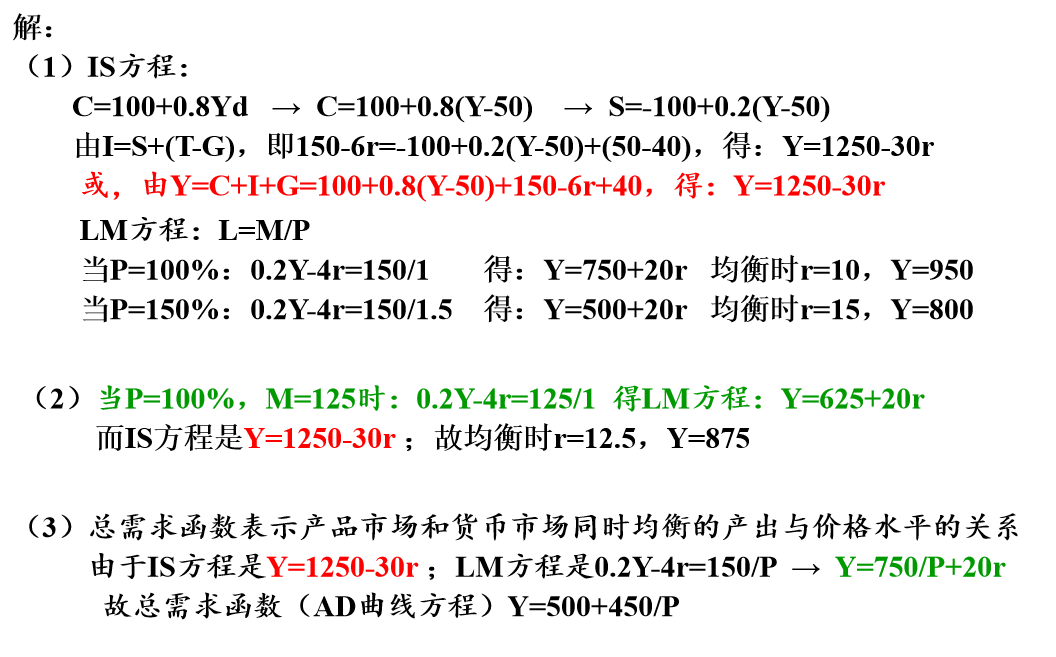 解：
（1）IS方程：
C=100+0.8Yd → C=100+0.8(Y-50) → S=-100+0.2(Y-50)
由I=S+(T-G)，即150-6r=-100+0.2(Y-50)+(50-40)，得：Y=1250-30r
或，由Y=C+I+G=100+0.8(Y-50)+150-6r+40，得：Y=1250-30r
LM方程：L=M/P
当P=100%：0.2Y-4r=150/1 得：Y=750+20r 均衡时r=10，Y=950
当P=150%：0.2Y-4r=150/1.5 得：Y=500+20r 均衡时r=15，Y=800
（2）当P=100%，M=125时：0.2Y-4r=125/1 得LM方程：Y=625+20r
而IS方程是Y=1250-30r；故均衡时r=12.5，Y=875
（3）总需求函数表示产品市场和货币市场同时均衡的产出与价格水平的关系
由于IS方程是Y=1250-30r；LM方程是0.2Y-4r=150/P → Y=750/P+20r
故总需求函数（AD曲线方程）Y=500+450/P